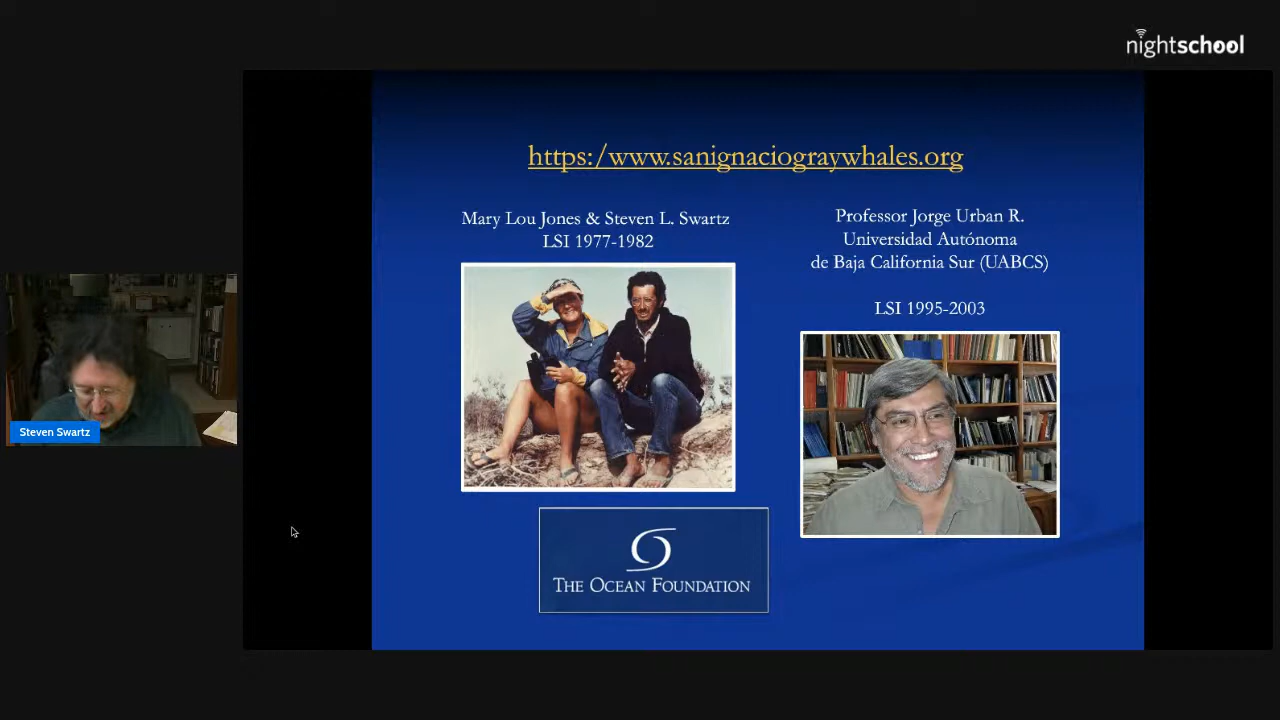 nightschool
https:/www.sanignaciograywhales.org
Mary Lou Jones & Steven L. Swartz
LSI 1977-1982
Professor Jorge Urban R.
Universidad Autónoma
de Baja California Sur (UABCS)
LSI 1995-2003
Steven Swartz
THE OCEAN FOUNDATION